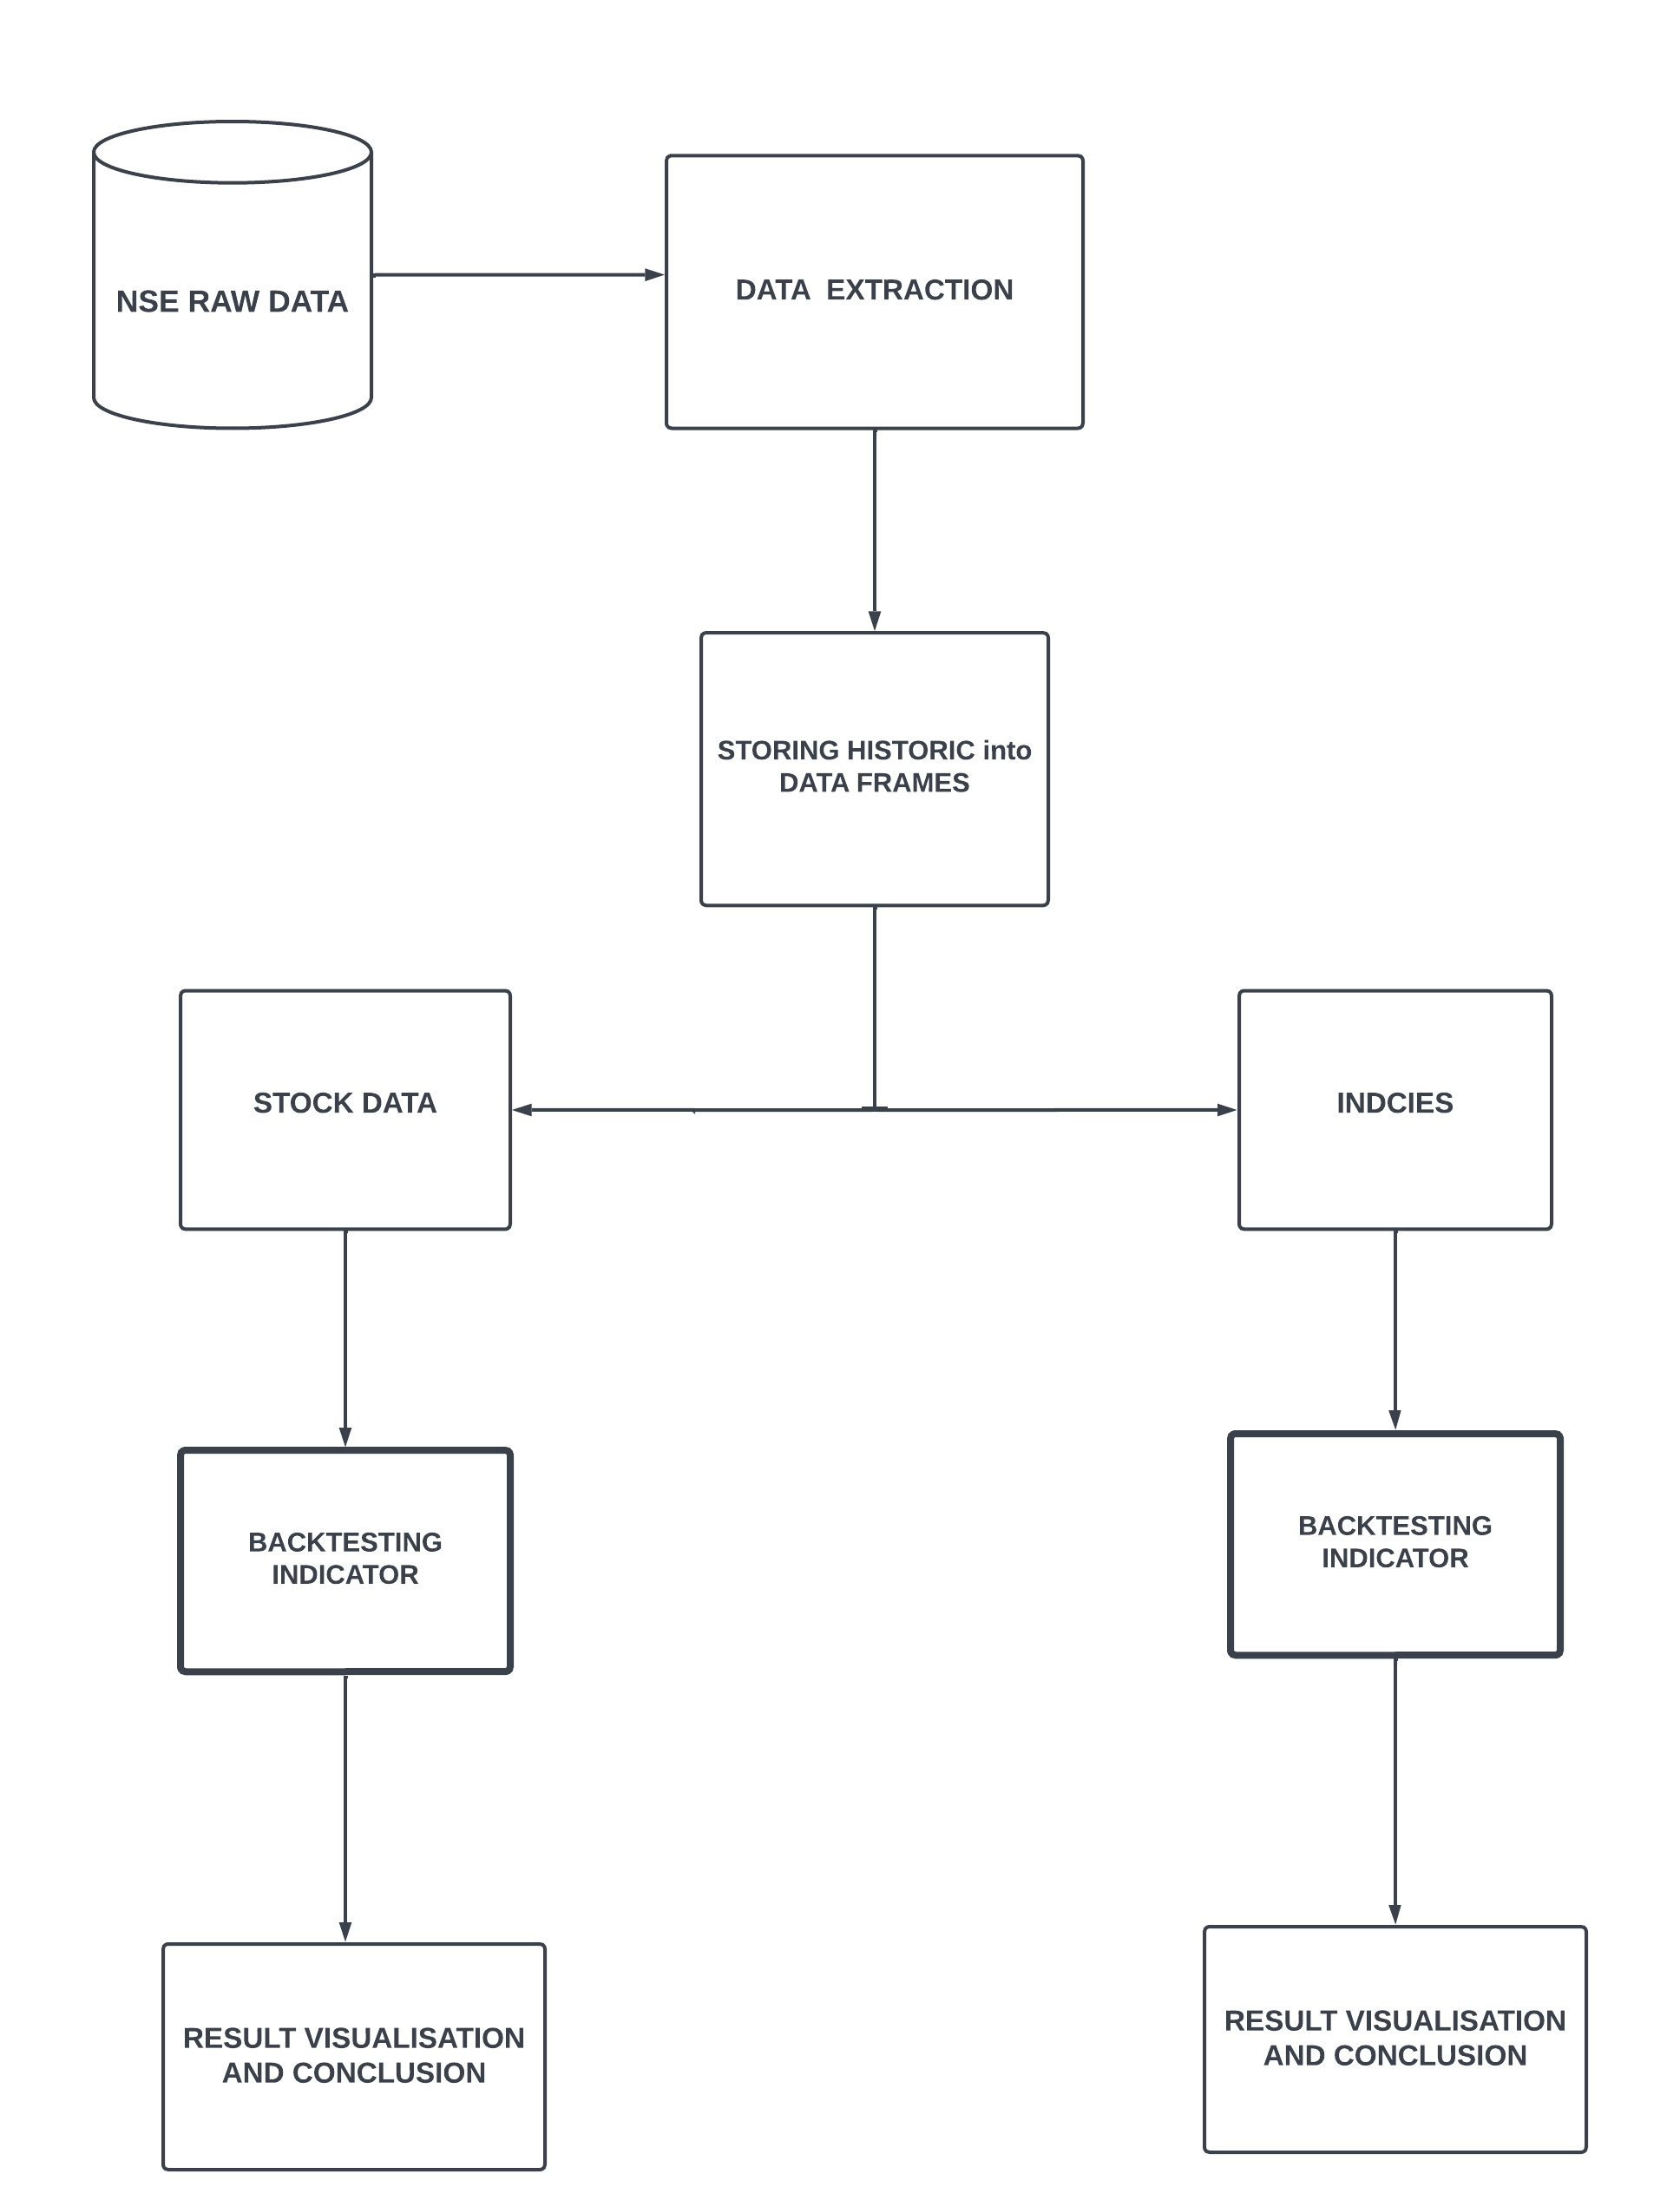 NSE RAW DATA
DATA  EXTRACTION
STORING HISTORIC into
DATA FRAMES
STOCK DATA
INDCIES
BACKTESTING
INDICATOR
BACKTESTING
INDICATOR
RESULT VISUALISATION
AND CONCLUSION
RESULT VISUALISATION
AND CONCLUSION